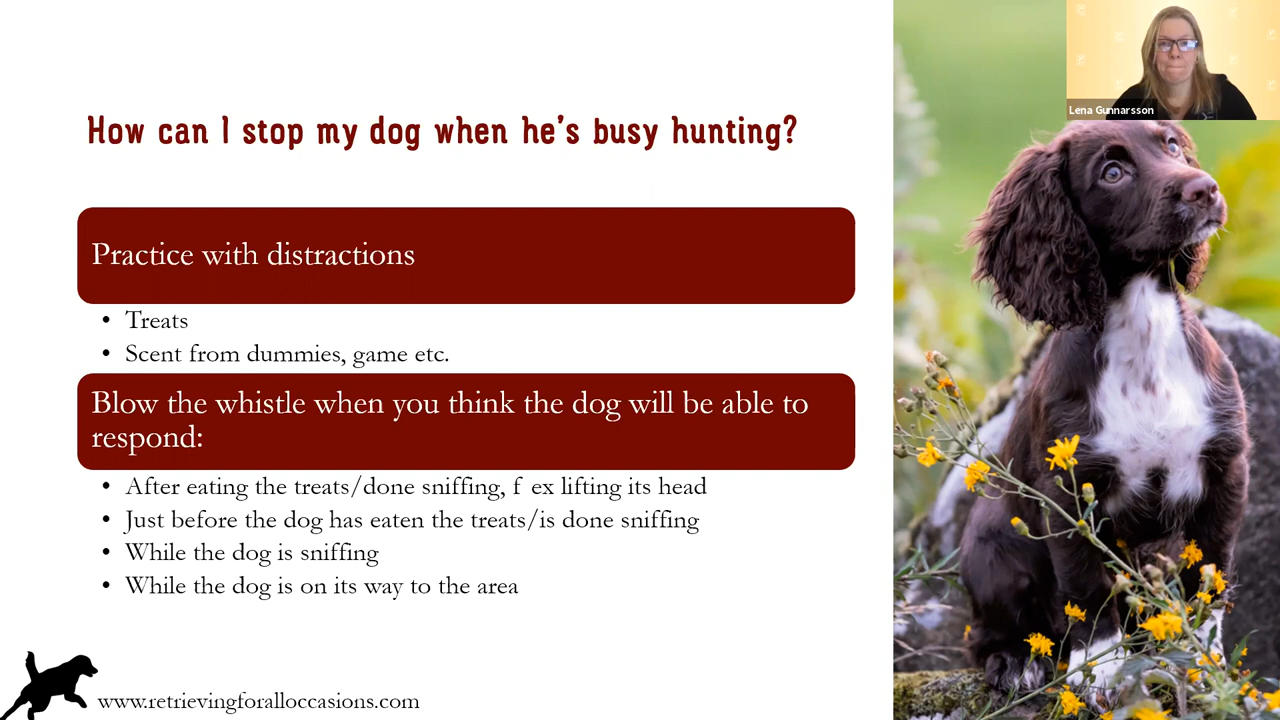 Lena Gunnarsson
How can I stop my dog when he's busy hunting?
Practice with distractions
• Treats
• Scent from dummies, game etc.
Blow the whistle when you think the dog will be able to
respond:
• After eating the treats/done sniffing, f ex lifting its head
• Just before the dog has eaten the treats/is done sniffing
• While the dog is sniffing
• While the dog is on its way to the area
www.retrievingforalloccasions.com